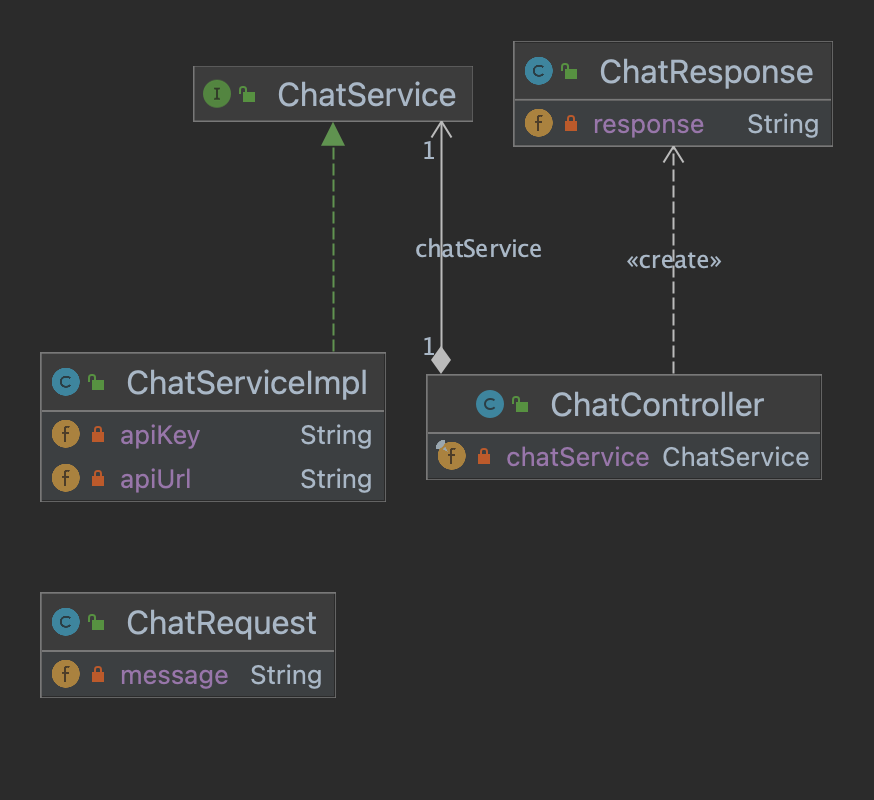 I ChatService
C ChatResponse
f response String
1
chatService
«create»
1
C ChatServiceImpl
f apiKey String
f apiUrl String
C ChatController
f chatService ChatService
C ChatRequest
f message String